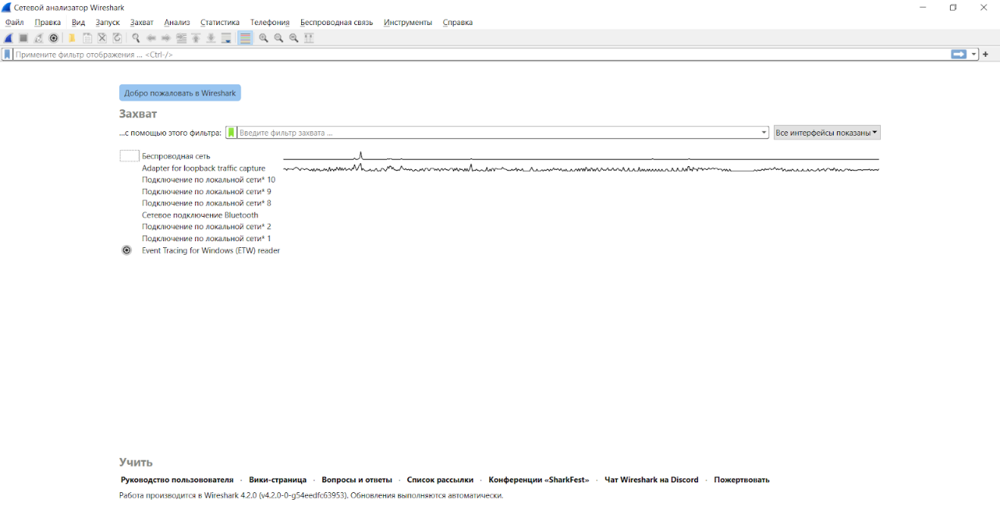 Сетевой анализатор Wireshark
Файл Правка Вид Запуск Захват Анализ Статистика Телефония Беспроводная связь Инструменты Справка
Примените фильтр отображения ... <Ctrl-/>
Добро пожаловать в Wireshark
Захват
...с помощью этого фильтра: Введите фильтр захвата ... Все интерфейсы показаны
Беспроводная сеть
Adapter for loopback traffic capture
Подключение по локальной сети* 10
Подключение по локальной сети* 9
Подключение по локальной сети* 8
Сетевое подключение Bluetooth
Подключение по локальной сети* 2
Подключение по локальной сети* 1
Event Tracing for Windows (ETW) reader
Учить
Руководство пользователя · Вики-страница · Вопросы и ответы · Список рассылки · Конференции «SharkFest» · Чат Wireshark на Discord · Пожертвовать
Работа производится в Wireshark 4.2.0 (v4.2.0-0-g54eedfc63953). Обновления выполняются автоматически.